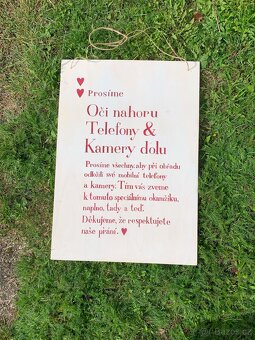 Prosíme
Oči nahoru
Telefony &
Kamery dolu
Prosíme všechny, aby při obřadu
odložili své mobilní telefony
a kamery. Tím vás zveme
k tomuto speciálnímu okamžiku,
naplno, tady a teď.
Děkujeme, že respektujete
naše přání.